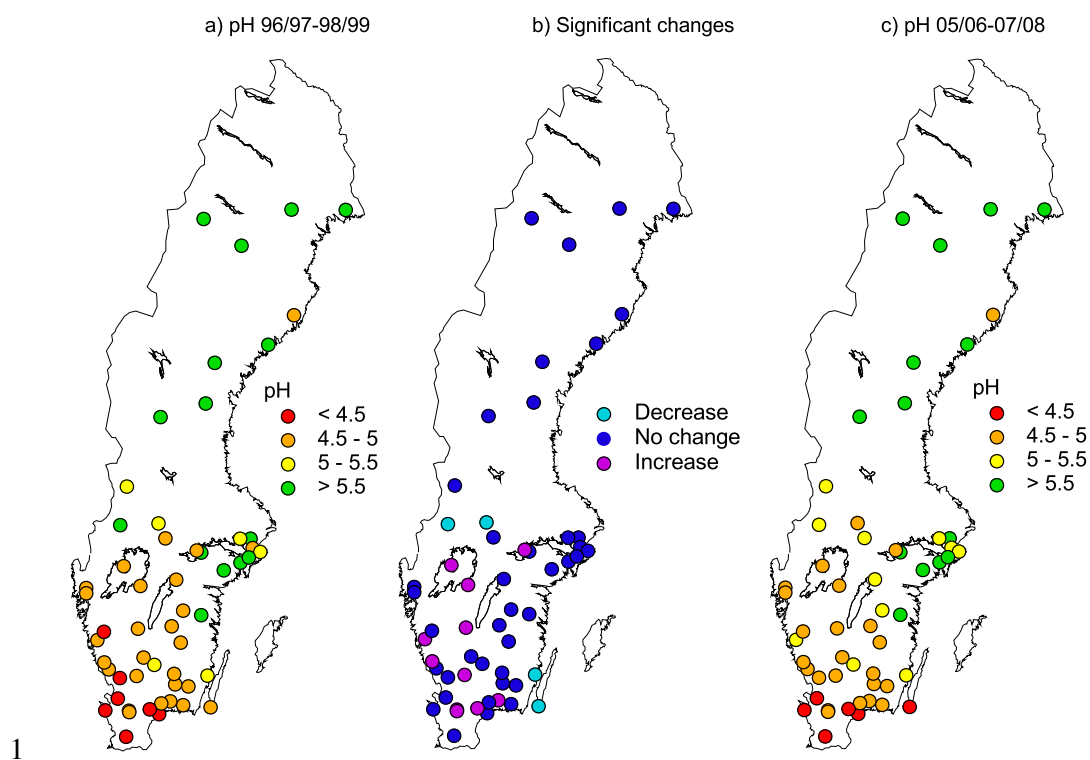 a) pH 96/97-98/99
b) Significant changes
c) pH 05/06-07/08
pH
< 4.5
4.5 - 5
5 - 5.5
> 5.5
Decrease
No change
Increase
pH
< 4.5
4.5 - 5
5 - 5.5
> 5.5
1